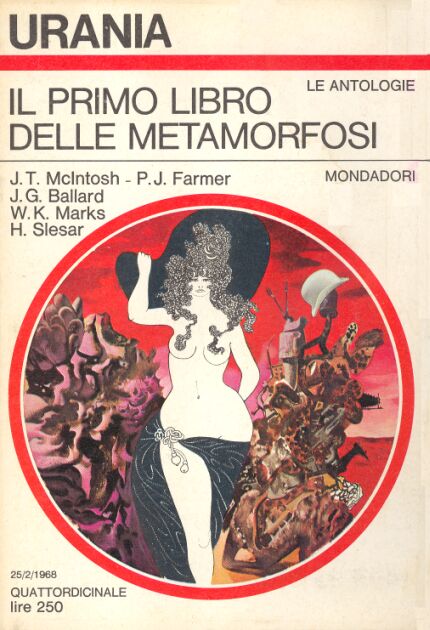 URANIA
LE ANTOLOGIE
IL PRIMO LIBRO
DELLE METAMORFOSI
J.T. McIntosh - P.J. Farmer
J.G. Ballard
W.K. Marks
H. Slesar
MONDADORI
25/2/1968
QUATTORDICINALE
lire 250